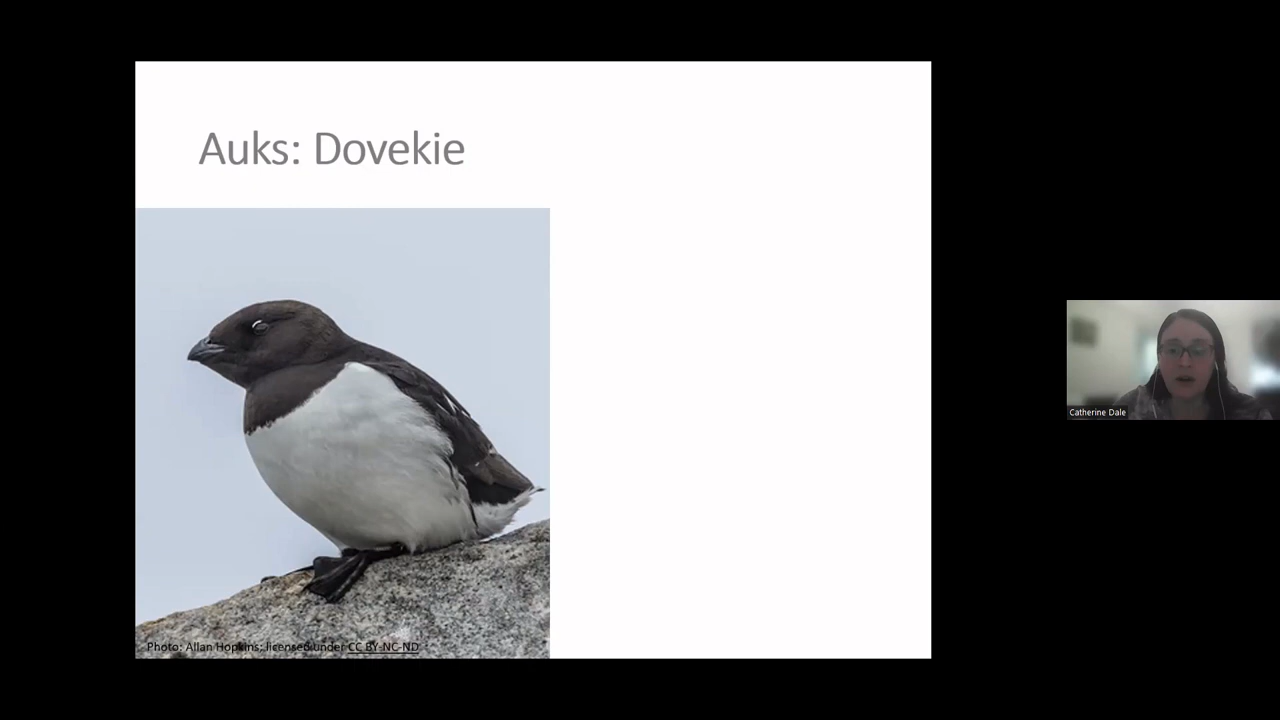 Auks: Dovekie
Photo: Allan Hopkins; licensed under CC BY-NC-ND
Catherine Dale